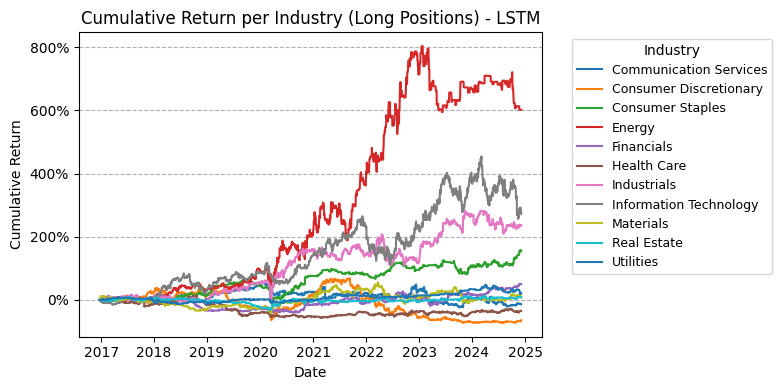 Cumulative Return per Industry (Long Positions) - LSTM
800%
600%
400%
200%
0%
Cumulative Return
2017 2018 2019 2020 2021 2022 2023 2024 2025
Date
Industry
Communication Services
Consumer Discretionary
Consumer Staples
Energy
Financials
Health Care
Industrials
Information Technology
Materials
Real Estate
Utilities